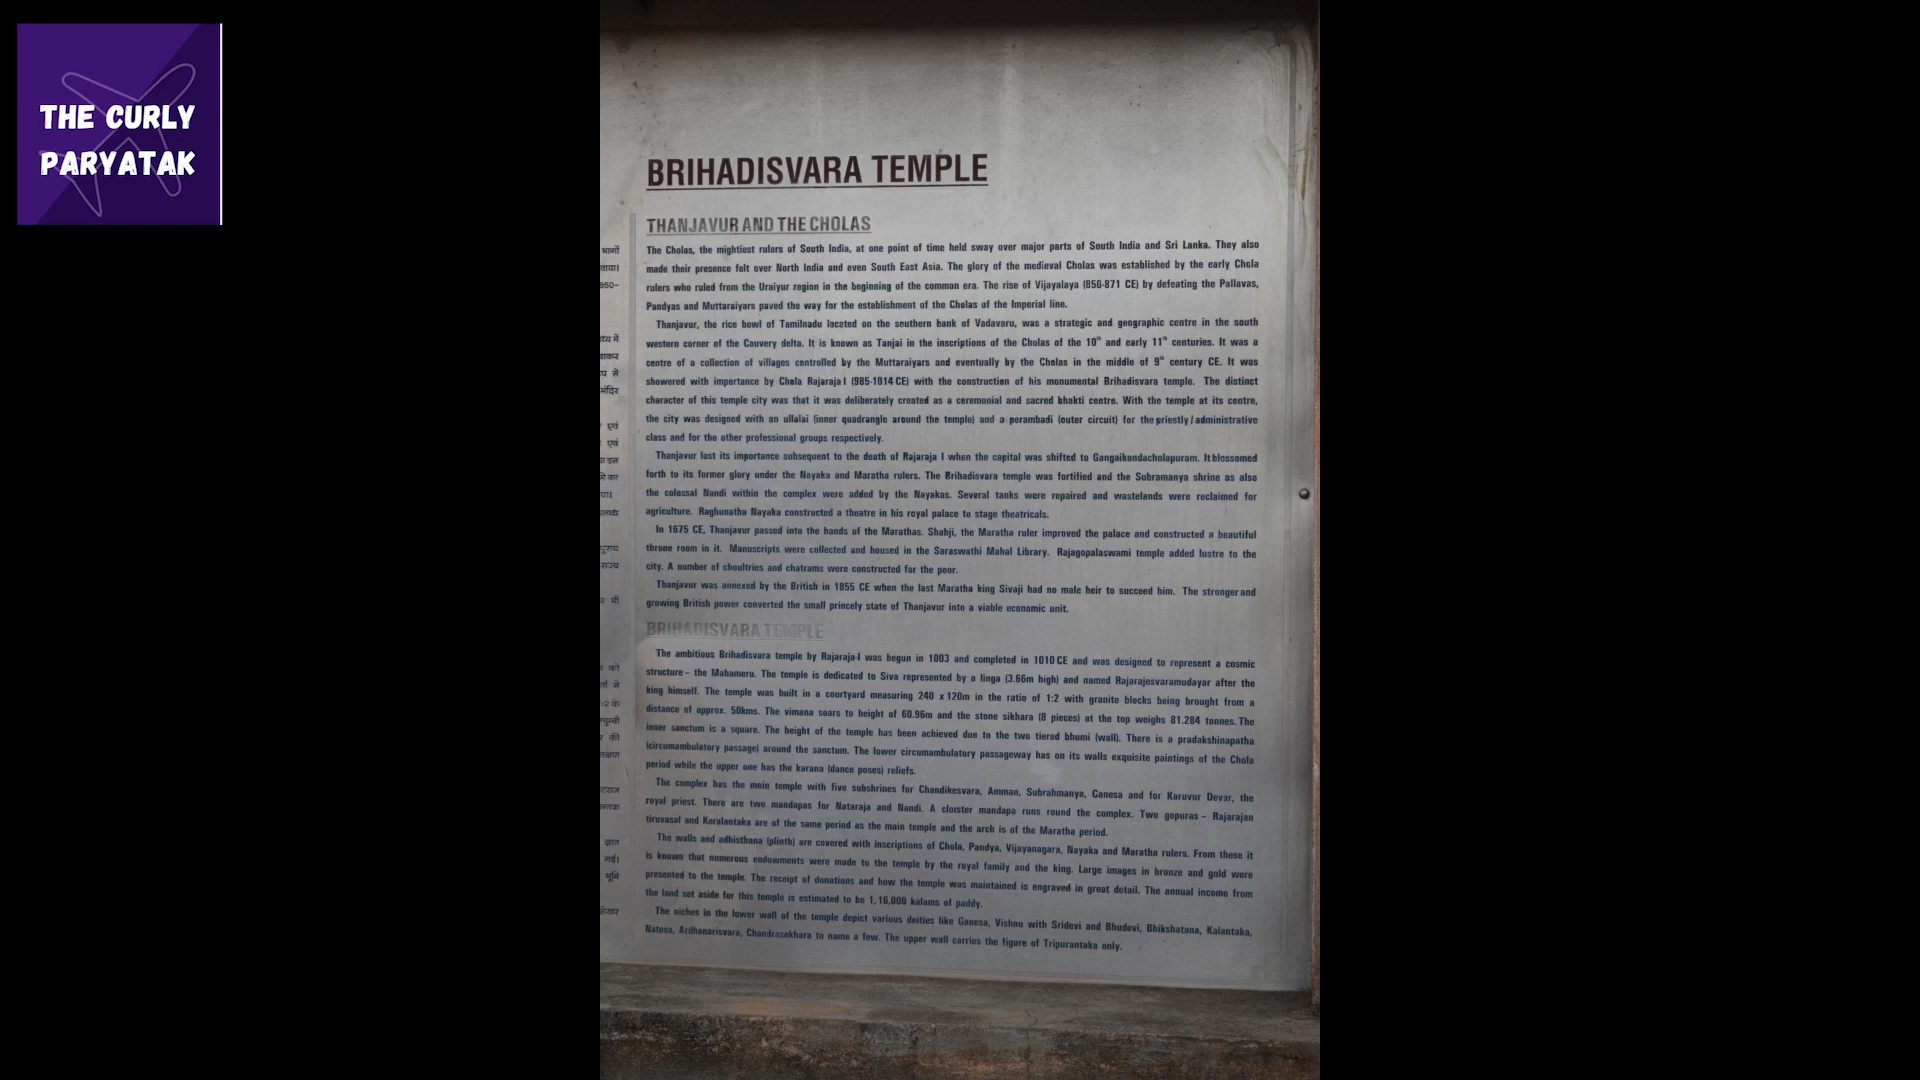 THE CURLY
PARYATAK
BRIHADISVARA TEMPLE
THANJAVUR AND THE CHOLAS
The Cholas, the mightiest rulers of South India, at one point of time held sway over major parts of South India and Sri Lanka. They also
made their presence felt over North India and even South East Asia. The glory of the medieval Cholas was established by the early Chola
rulers who ruled from the Uraiyur region in the beginning of the common era. The rise of Vijayalaya (850-871 CE) by defeating the Pallavas,
Pandyas and Muttaraiyars paved the way for the establishment of the Cholas of the Imperial line.
Thanjavur, the rice bowl of Tamilnadu located on the southern bank of Vadavaru, was a strategic and geographic centre in the south
western corner of the Cauvery delta. It is known as Tanjai in the inscriptions of the Cholas of the 10th and early 11th centuries. It was a
centre of a collection of villages controlled by the Muttaraiyars and eventually by the Cholas in the middle of 9th century CE. It was
showered with importance by Chola Rajaraja I (985-1014 CE) with the construction of his monumental Brihadisvara temple. The distinct
character of this temple city was that it was deliberately created as a ceremonial and sacred bhakti centre. With the temple at its centre,
the city was designed with an ullalai (inner quadrangle around the temple) and a perambadi (outer circuit) for the priestly / administrative
class and for the other professional groups respectively.
Thanjavur lost its importance subsequent to the death of Rajaraja I when the capital was shifted to Gangaikondacholapuram. It blossomed
forth to its former glory under the Nayaka and Maratha rulers. The Brihadisvara temple was fortified and the Subramanya shrine as also
the colossal Nandi within the complex were added by the Nayakas. Several tanks were repaired and wastelands were reclaimed for
agriculture. Raghunatha Nayaka constructed a theatre in his royal palace to stage theatricals.
In 1675 CE, Thanjavur passed into the hands of the Marathas. Shahji, the Maratha ruler improved the palace and constructed a beautiful
throne room in it. Manuscripts were collected and housed in the Saraswathi Mahal Library. Rajagopalaswami temple added lustre to the
city. A number of choultries and chatrams were constructed for the poor.
Thanjavur was annexed by the British in 1855 CE when the last Maratha king Sivaji had no male heir to succeed him. The stronger and
growing British power converted the small princely state of Thanjavur into a viable economic unit.
BRIHADISVARA TEMPLE
The ambitious Brihadisvara temple by Rajaraja-I was begun in 1003 and completed in 1010 CE and was designed to represent a cosmic
structure – the Mahameru. The temple is dedicated to Siva represented by a linga (3.66m high) and named Rajarajesvaramudayar after the
king himself. The temple was built in a courtyard measuring 240 x 120m in the ratio of 1:2 with granite blocks being brought from a
distance of approx. 50kms. The vimana soars to height of 60.96m and the stone sikhara (8 pieces) at the top weighs 81.284 tonnes. The
inner sanctum is a square. The height of the temple has been achieved due to the two tiered bhumi (wall). There is a pradakshinapatha
(circumambulatory passage) around the sanctum. The lower circumambulatory passageway has on its walls exquisite paintings of the Chola
period while the upper one has the karana (dance poses) reliefs.
The complex has the main temple with five subshrines for Chandikesvara, Amman, Subrahmanya, Ganesa and for Karuvur Devar, the
royal priest. There are two mandapas for Nataraja and Nandi. A cloister mandapa runs round the complex. Two gopuras – Rajarajan
tiruvasal and Keralantaka are of the same period as the main temple and the arch is of the Maratha period.
The walls and adhisthana (plinth) are covered with inscriptions of Chola, Pandya, Vijayanagara, Nayaka and Maratha rulers. From these it
is known that numerous endowments were made to the temple by the royal family and the king. Large images in bronze and gold were
presented to the temple. The receipt of donations and how the temple was maintained is engraved in great detail. The annual income from
the land set aside for this temple is estimated to be 1,16,000 kalams of paddy.
The niches in the lower wall of the temple depict various deities like Ganesa, Vishnu with Sridevi and Bhudevi, Bhikshatana, Kalantaka,
Natesa, Ardhanarisvara, Chandrasekhara to name a few. The upper wall carries the figure of Tripurantaka only.